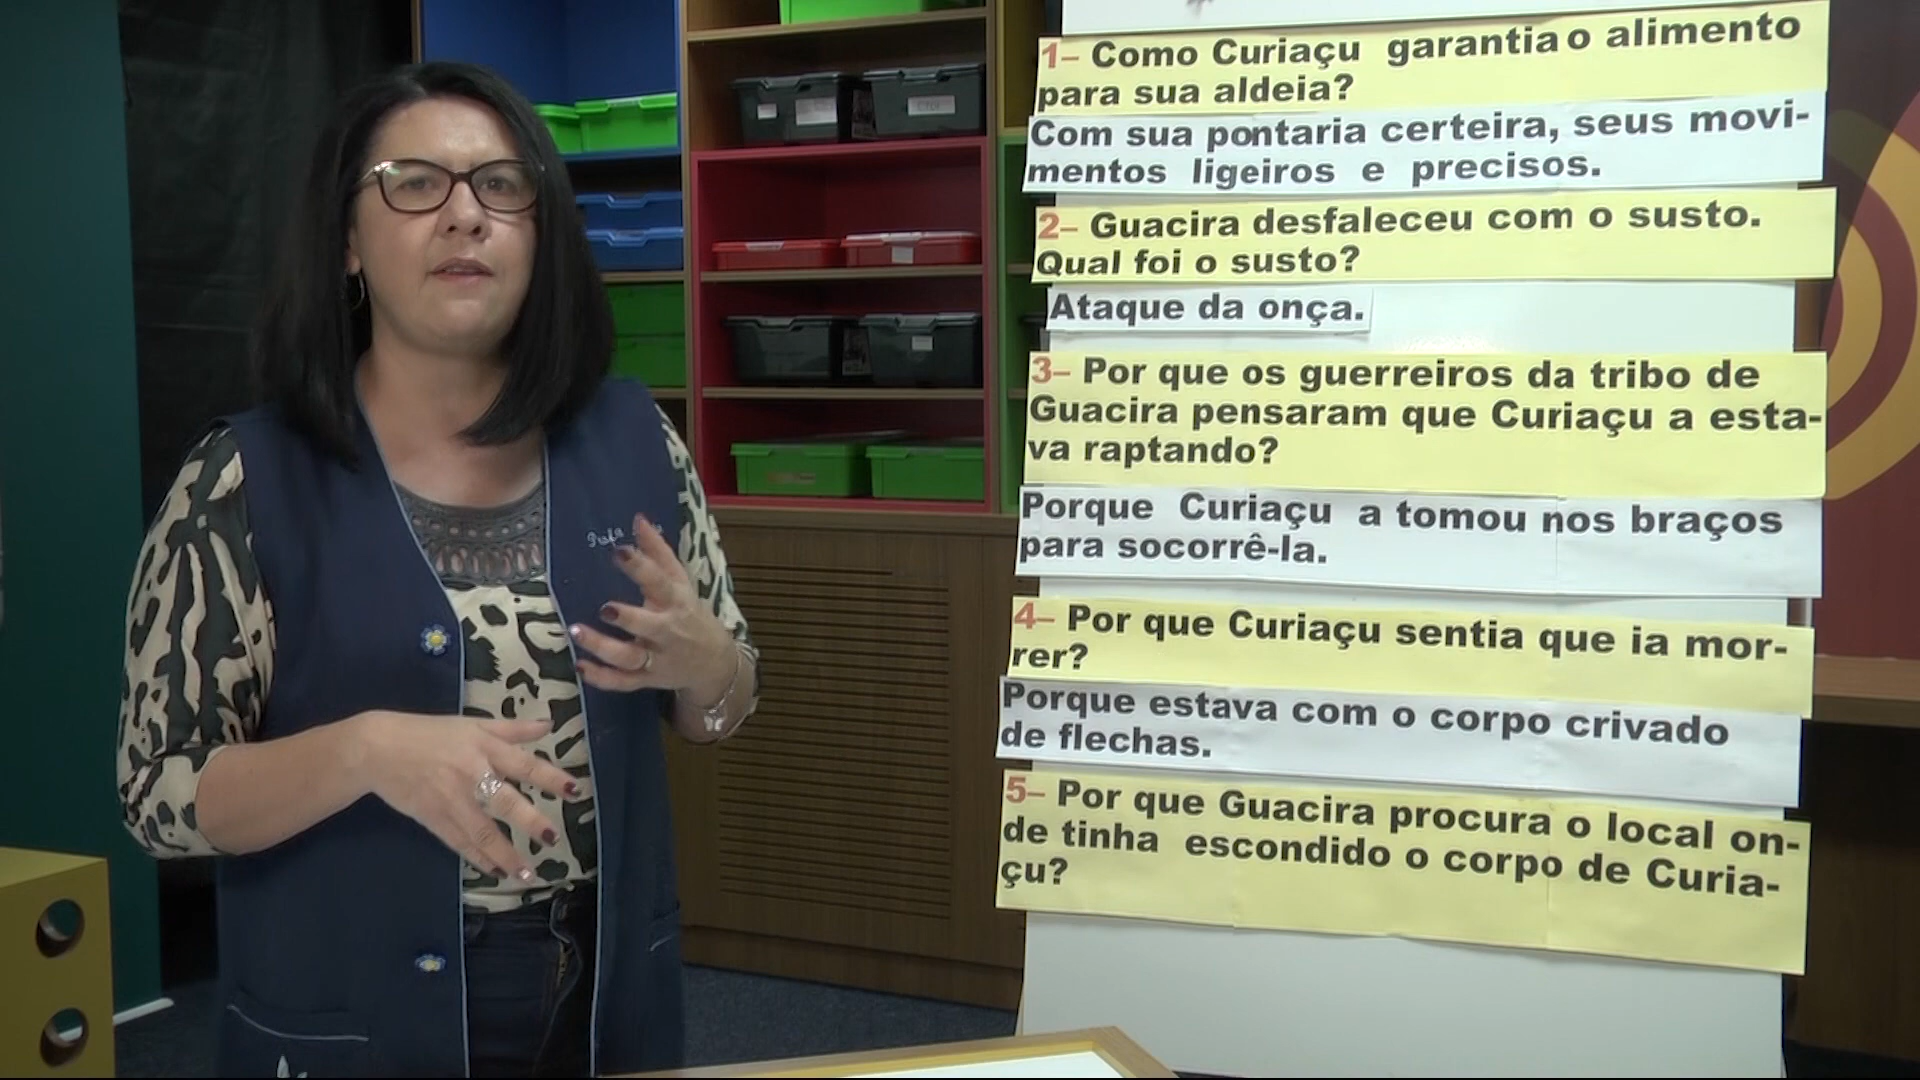 1– Como Curiaçu garantia o alimento
para sua aldeia?
Com sua pontaria certeira, seus movi-
mentos ligeiros e precisos.
2– Guacira desfaleceu com o susto.
Qual foi o susto?
Ataque da onça.
3– Por que os guerreiros da tribo de
Guacira pensaram que Curiaçu a esta-
va raptando?
Porque Curiaçu a tomou nos braços
para socorrê-la.
4– Por que Curiaçu sentia que ia mor-
rer?
Porque estava com o corpo crivado
de flechas.
5– Por que Guacira procura o local on-
de tinha escondido o corpo de Curia-
çu?